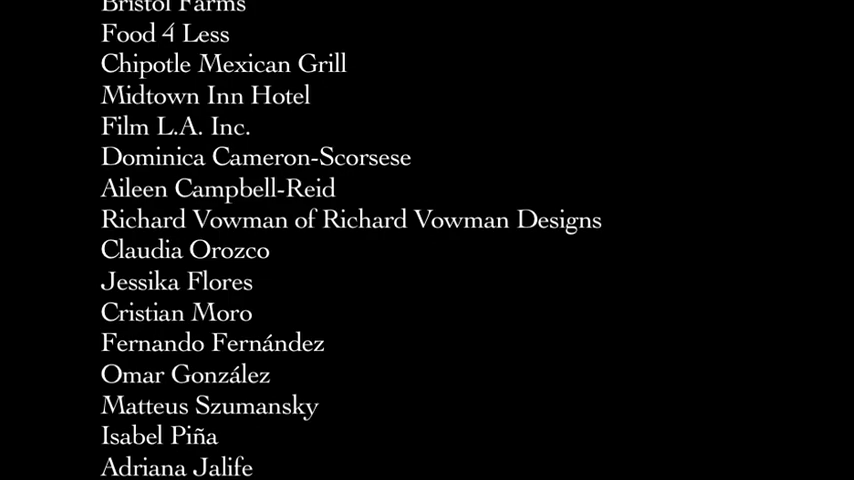 Bristol Farms
Food 4 Less
Chipotle Mexican Grill
Midtown Inn Hotel
Film L.A. Inc.
Dominica Cameron-Scorsese
Aileen Campbell-Reid
Richard Vowman of Richard Vowman Designs
Claudia Orozco
Jessika Flores
Cristian Moro
Fernando Fernández
Omar González
Matteus Szumansky
Isabel Piña
Adriana Jalife